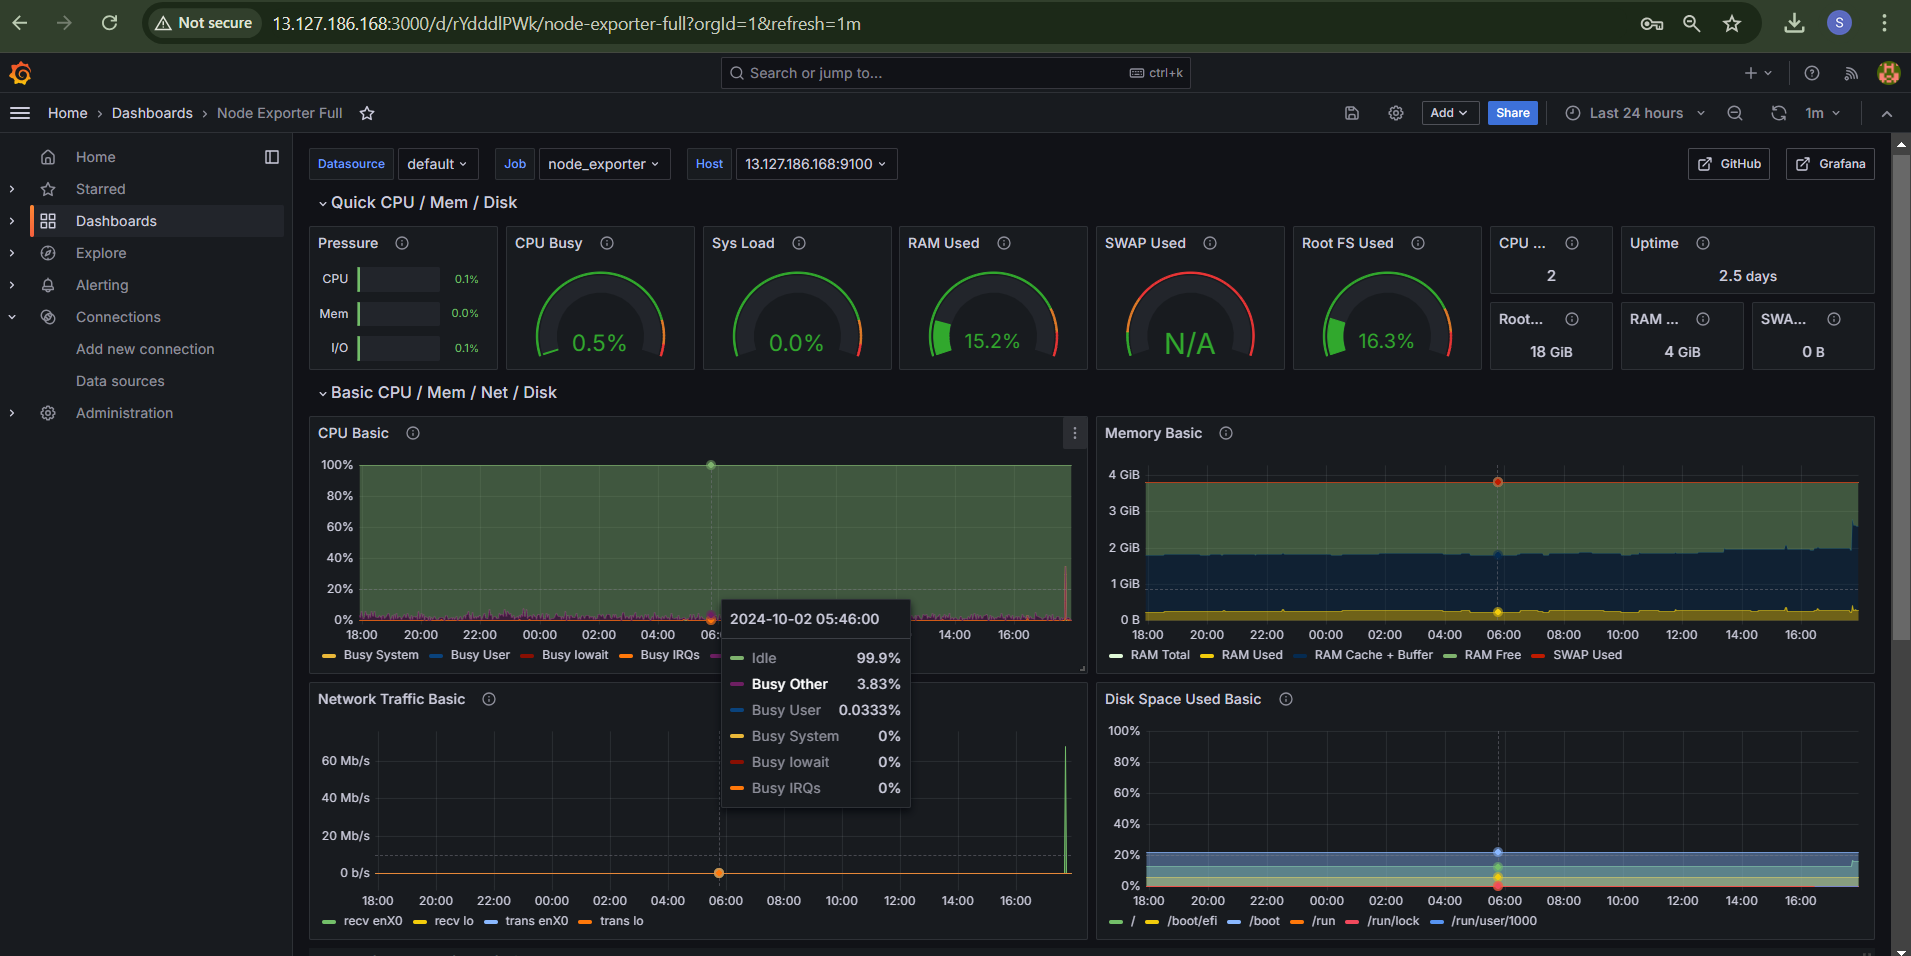 Not secure 13.127.186.168:3000/d/rYdddlPWk/node-exporter-full?orgId=1&refresh=1m S
Search or jump to... ctrl+k
Home › Dashboards › Node Exporter Full Add Share Last 24 hours 1m
Home
Starred
Dashboards
Explore
Alerting
Connections
Add new connection
Data sources
Administration
Datasource default Job node_exporter Host 13.127.186.168:9100 GitHub Grafana
Quick CPU / Mem / Disk
Pressure
CPU 0.1%
Mem 0.0%
I/O 0.1%
CPU Busy
0.5%
Sys Load
0.0%
RAM Used
15.2%
SWAP Used
N/A
Root FS Used
16.3%
CPU ...
2
Uptime
2.5 days
Root...
18 GiB
RAM ...
4 GiB
SWA...
0 B
Basic CPU / Mem / Net / Disk
CPU Basic
100%
80%
60%
40%
20%
0%
18:00 20:00 22:00 00:00 02:00 04:00 06: 14:00 16:00
Busy System Busy User Busy Iowait Busy IRQs
2024-10-02 05:46:00
Idle 99.9%
Busy Other 3.83%
Busy User 0.0333%
Busy System 0%
Busy Iowait 0%
Busy IRQs 0%
Memory Basic
4 GiB
3 GiB
2 GiB
1 GiB
0 B
18:00 20:00 22:00 00:00 02:00 04:00 06:00 08:00 10:00 12:00 14:00 16:00
RAM Total RAM Used RAM Cache + Buffer RAM Free SWAP Used
Network Traffic Basic
60 Mb/s
40 Mb/s
20 Mb/s
0 b/s
18:00 20:00 22:00 00:00 02:00 04:00 06:00 08:00 10:00 12:00 14:00 16:00
recv enX0 recv lo trans enX0 trans lo
Disk Space Used Basic
100%
80%
60%
40%
20%
0%
18:00 20:00 22:00 00:00 02:00 04:00 06:00 08:00 10:00 12:00 14:00 16:00
/ /boot/efi /boot /run /run/lock /run/user/1000